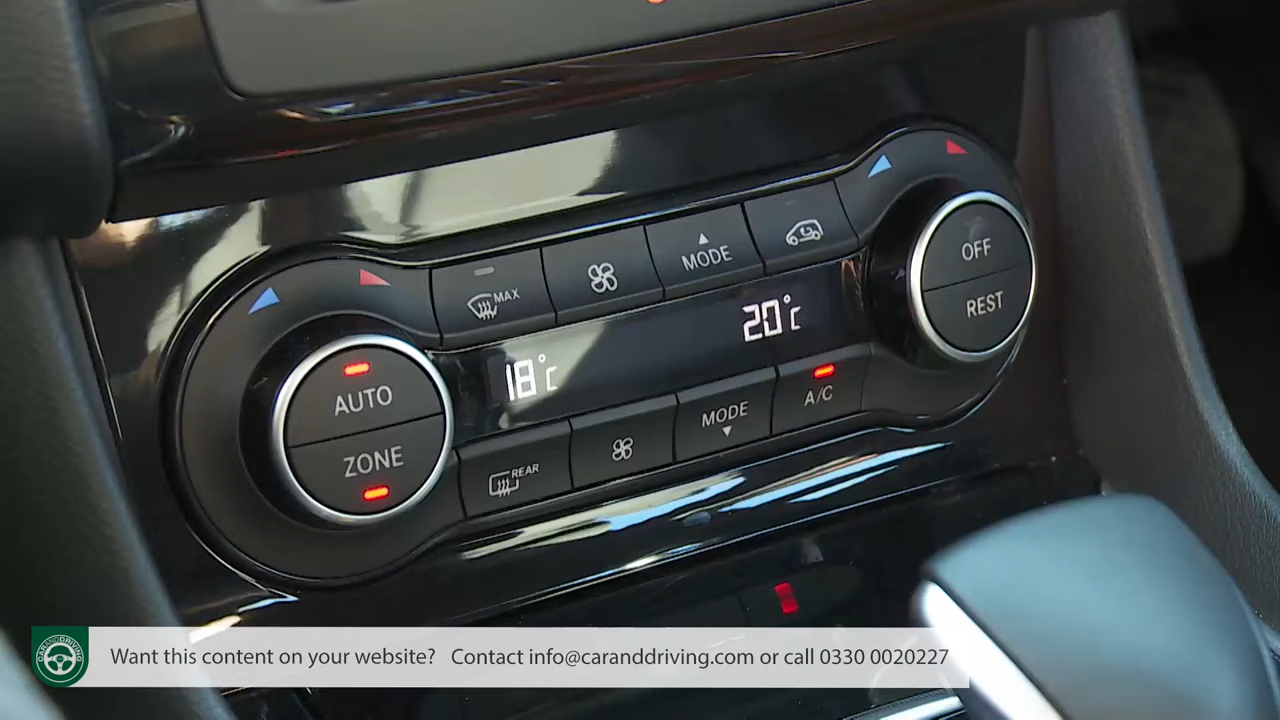 MAX
MODE
OFF
REST
AUTO
ZONE
18°c
20°c
REAR
MODE
A/C
CARANDDRIVING
Want this content on your website? Contact info@caranddriving.com or call 0330 0020227